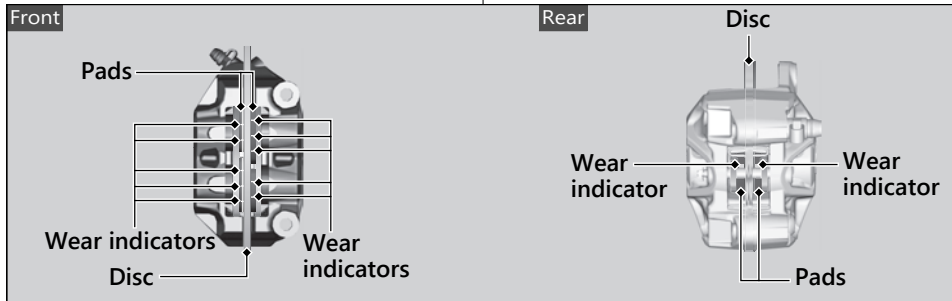 Front
Pads
Wear indicators
Wear
indicators
Disc
Rear
Disc
Wear
indicator
Wear
indicator
Pads